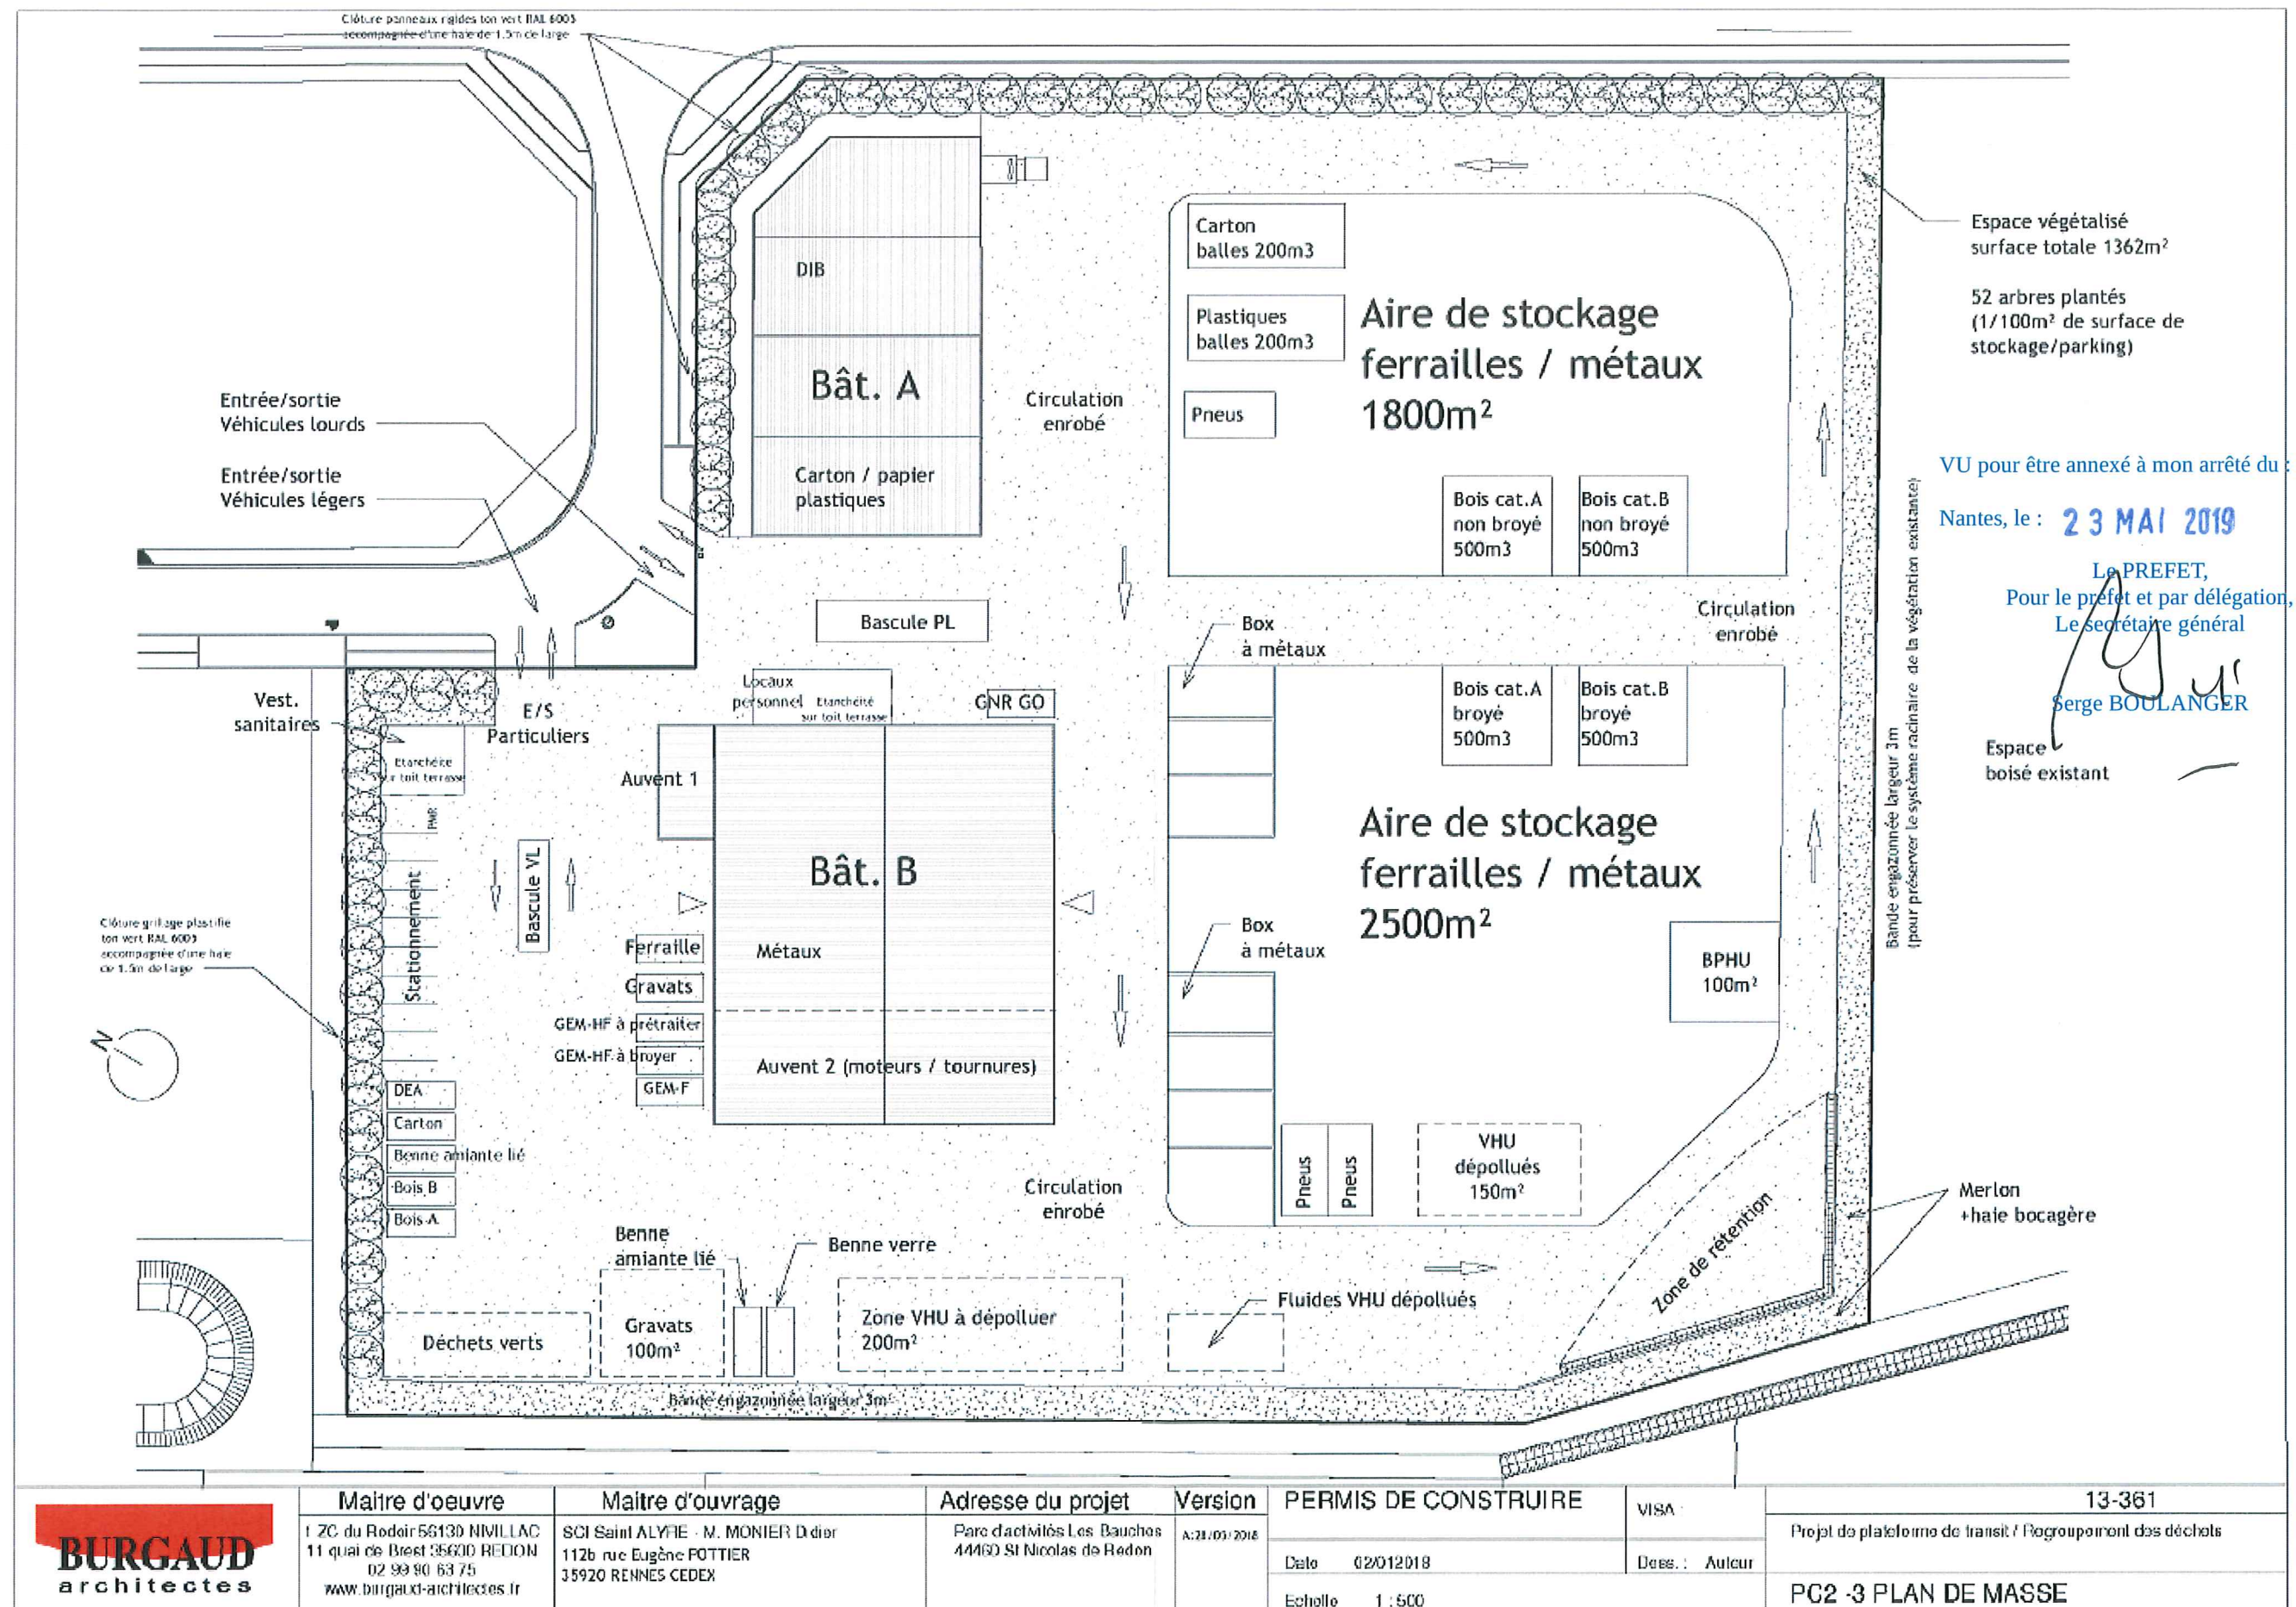 Clôture panneaux rigides ton vert RAL 6005
accompagnée d'une haie de 1.5m de large
Carton
balles 200m3
Plastiques
balles 200m3
Pneus
Aire de stockage
ferrailles / métaux
1800m²
Espace végétalisé
surface totale 1362m²
52 arbres plantés
(1/100m² de surface de
stockage/parking)
DIB
Bât. A
Carton / papier
plastiques
Circulation
enrobé
Entrée/sortie
Véhicules lourds
Entrée/sortie
Véhicules légers
Bois cat.A
non broyé
500m3
Bois cat.B
non broyé
500m3
VU pour être annexé à mon arrêté du :
Nantes, le : 23 MAI 2019
Le PREFET,
Pour le préfet et par délégation,
Le secrétaire général
Serge BOULANGER
Bascule PL
Box
à métaux
Circulation
enrobé
Bois cat.A
broyé
500m3
Bois cat.B
broyé
500m3
Espace
boisé existant
Bande engazonnée largeur 3m
(pour préserver le système racinaire de la végétation existante)
Vest.
sanitaires
E/S
Particuliers
Locaux
personnel
Etanchéité
sur toit terrasse
GNR GO
Etanchéité
sur toit terrasse
Auvent 1
PMR
Stationnement
Bascule VL
Bât. B
Métaux
Auvent 2 (moteurs / tournures)
Ferraille
Gravats
GEM-HF à prétraiter
GEM-HF à broyer
GEM-F
Aire de stockage
ferrailles / métaux
2500m²
Box
à métaux
BPHU
100m²
Clôture grillage plastifié
ton vert RAL 6005
accompagnée d'une haie
de 1.5m de large
N
DEA
Carton
Benne amiante lié
Bois B
Bois A
Circulation
enrobé
Pneus
Pneus
VHU
dépollués
150m²
Zone de rétention
Merlon
+haie bocagère
Benne
amiante lié
Benne verre
Déchets verts
Gravats
100m²
Zone VHU à dépolluer
200m²
Fluides VHU dépollués
Bande engazonnée largeur 3m
BURGAUD
architectes
Maitre d'oeuvre
1 ZC du Rodoir 56130 NIVILLAC
11 quai de Brest 35600 REDON
02 99 90 63 75
www.burgaud-architectes.fr
Maitre d'ouvrage
SCI Saint ALYRE - M. MONIER Didier
112b rue Eugène POTTIER
35920 RENNES CEDEX
Adresse du projet
Parc d'activités Les Bauches
44460 St Nicolas de Redon
Version
PERMIS DE CONSTRUIRE
Date 02/012018
Echelle 1 : 500
VISA :
Dess. : Auteur
13-361
Projet de plateforme de transit / Regroupement des déchets
PC2 -3 PLAN DE MASSE